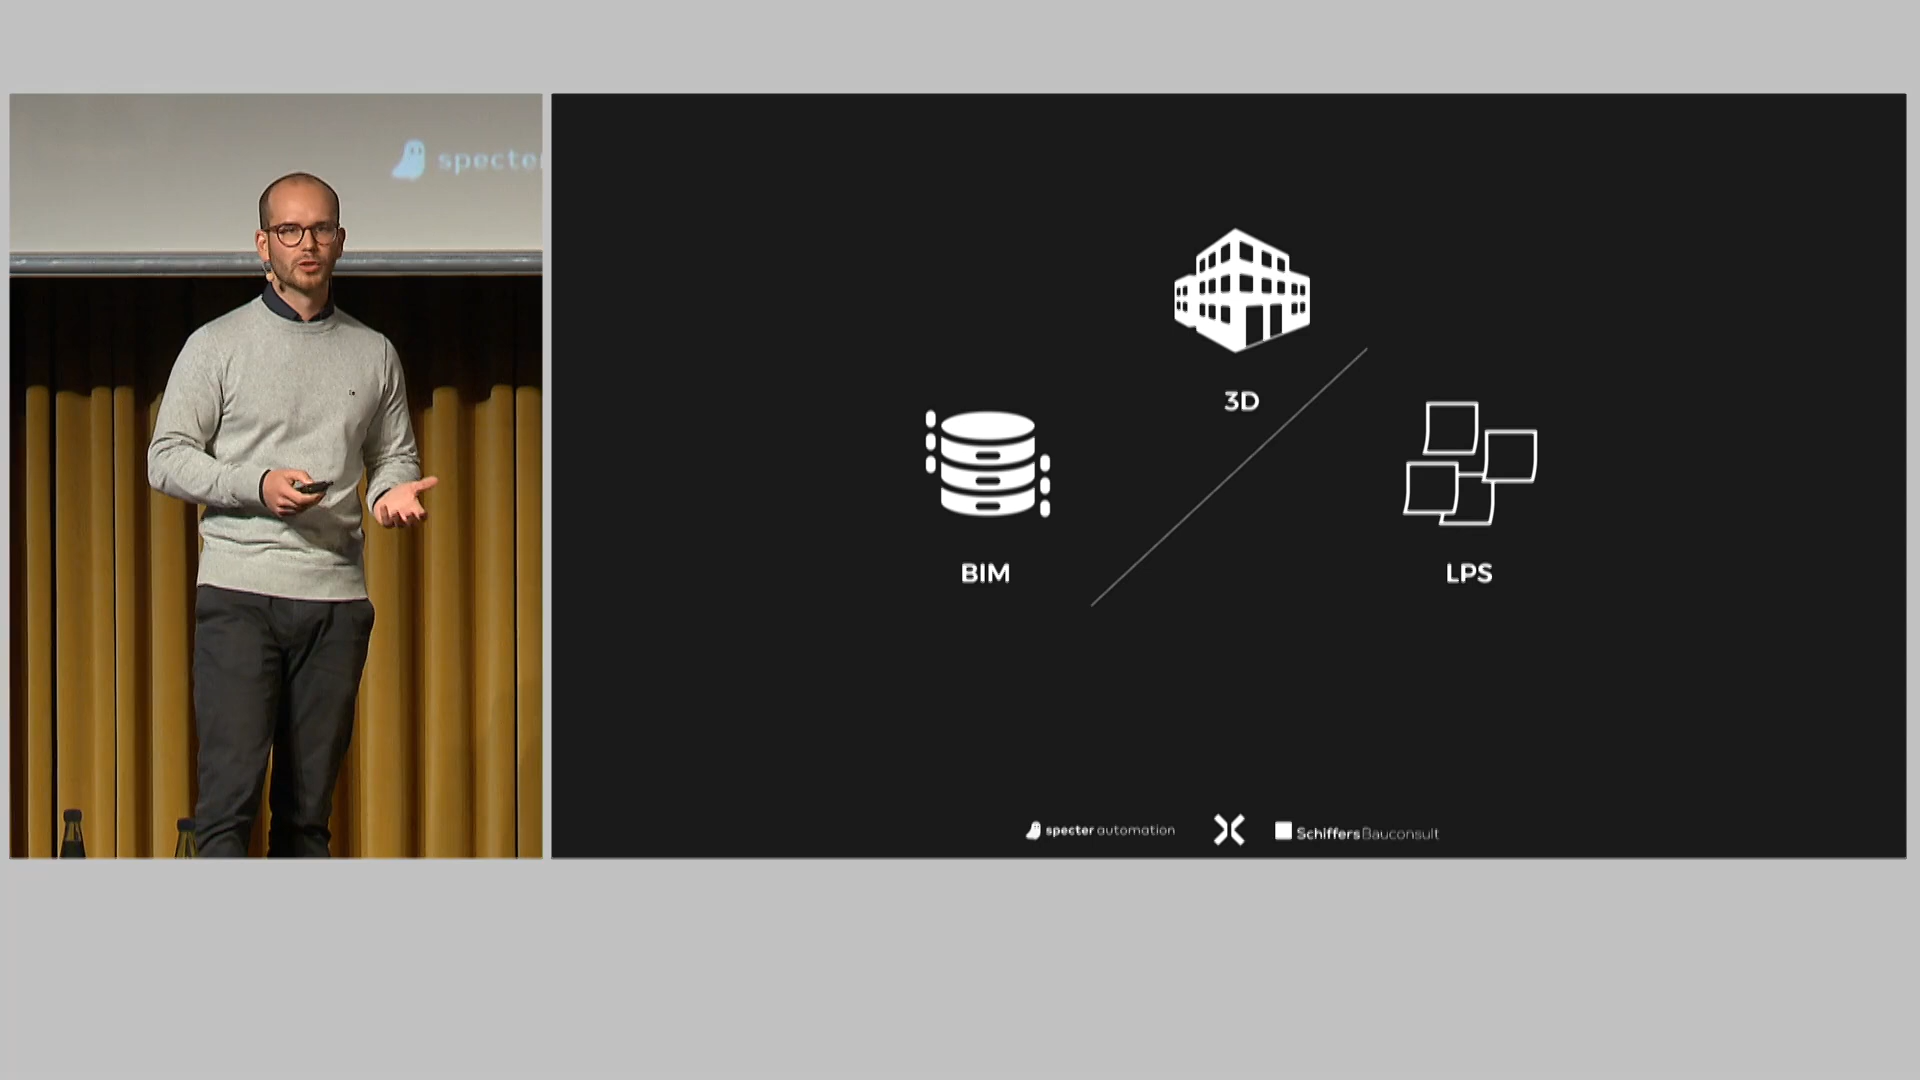 specter
3D
BIM
LPS
specter automation
Schiffers Bauconsult